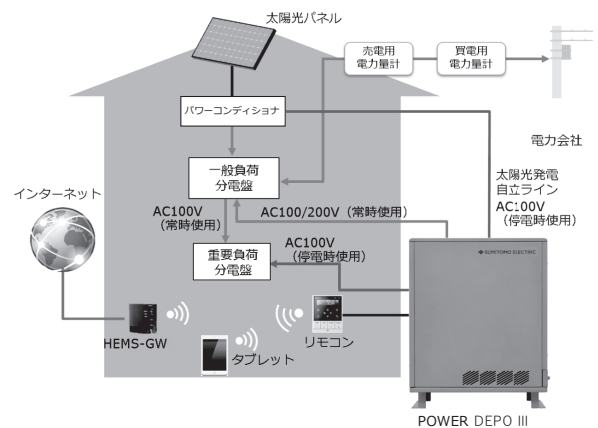 太陽光パネル
売電用
電力量計
買電用
電力量計
パワーコンディショナ
電力会社
一般負荷
分電盤
太陽光発電
自立ライン
AC100V
(停電時使用)
インターネット
AC100V
(常時使用)
AC100/200V(常時使用)
重要負荷
分電盤
AC100V
(停電時使用)
SUMITOMO ELECTRIC
HEMS-GW
タブレット
リモコン
POWER DEPO III